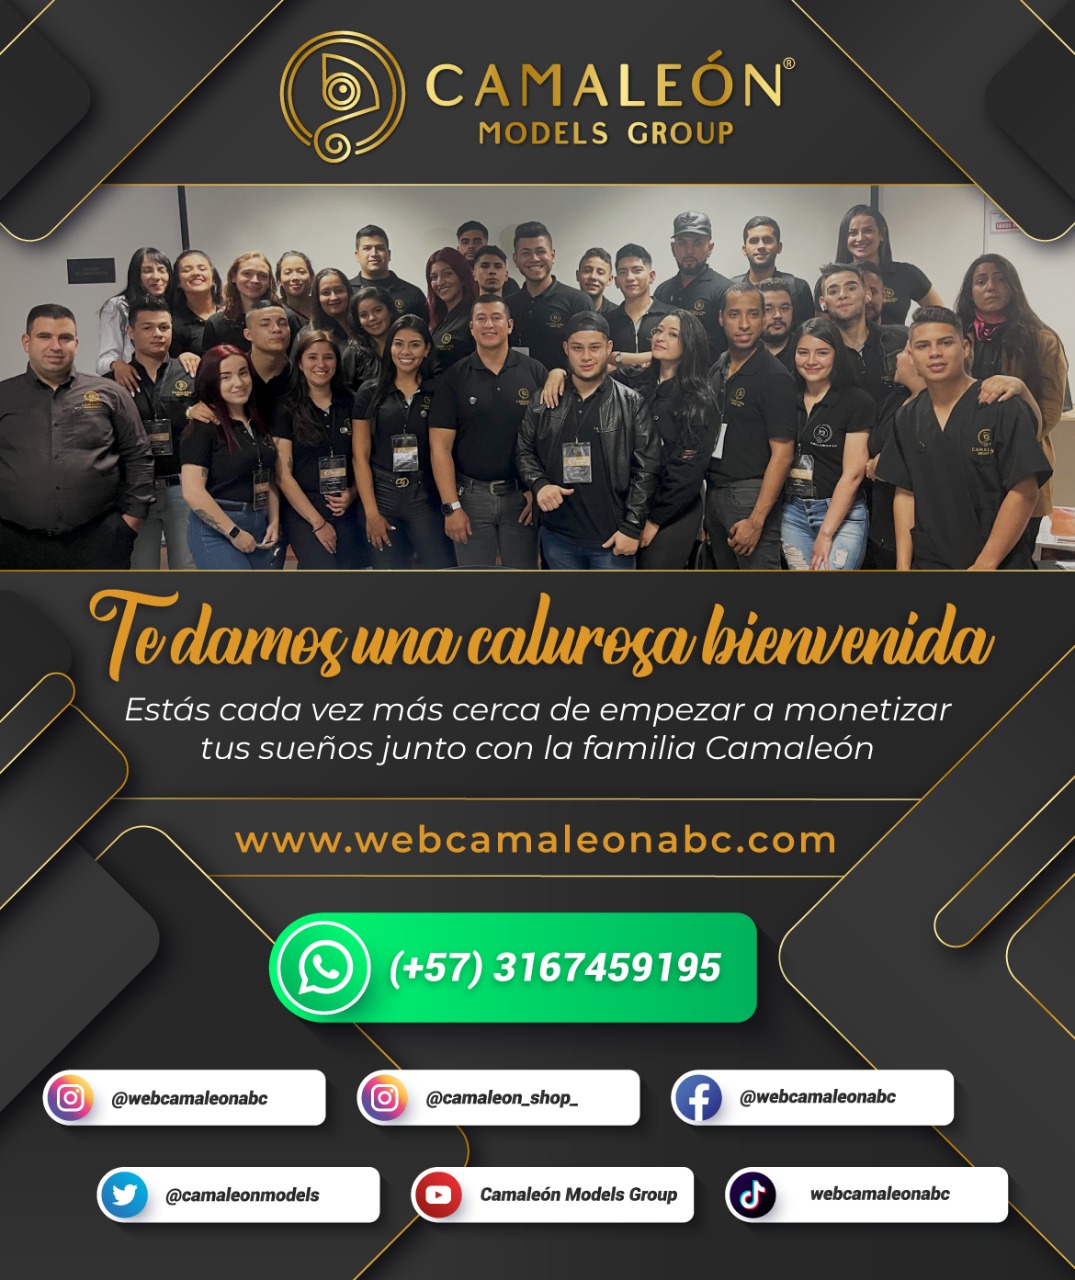 CAMALEÓN®
MODELS GROUP
Te damos una calurosa bienvenida
Estás cada vez más cerca de empezar a monetizar
tus sueños junto con la familia Camaleón
www.webcamaleonabc.com
(+57) 3167459195
@webcamaleonabc
@camaleon_shop_
@webcamaleonabc
@camaleonmodels
Camaleón Models Group
webcamaleonabc